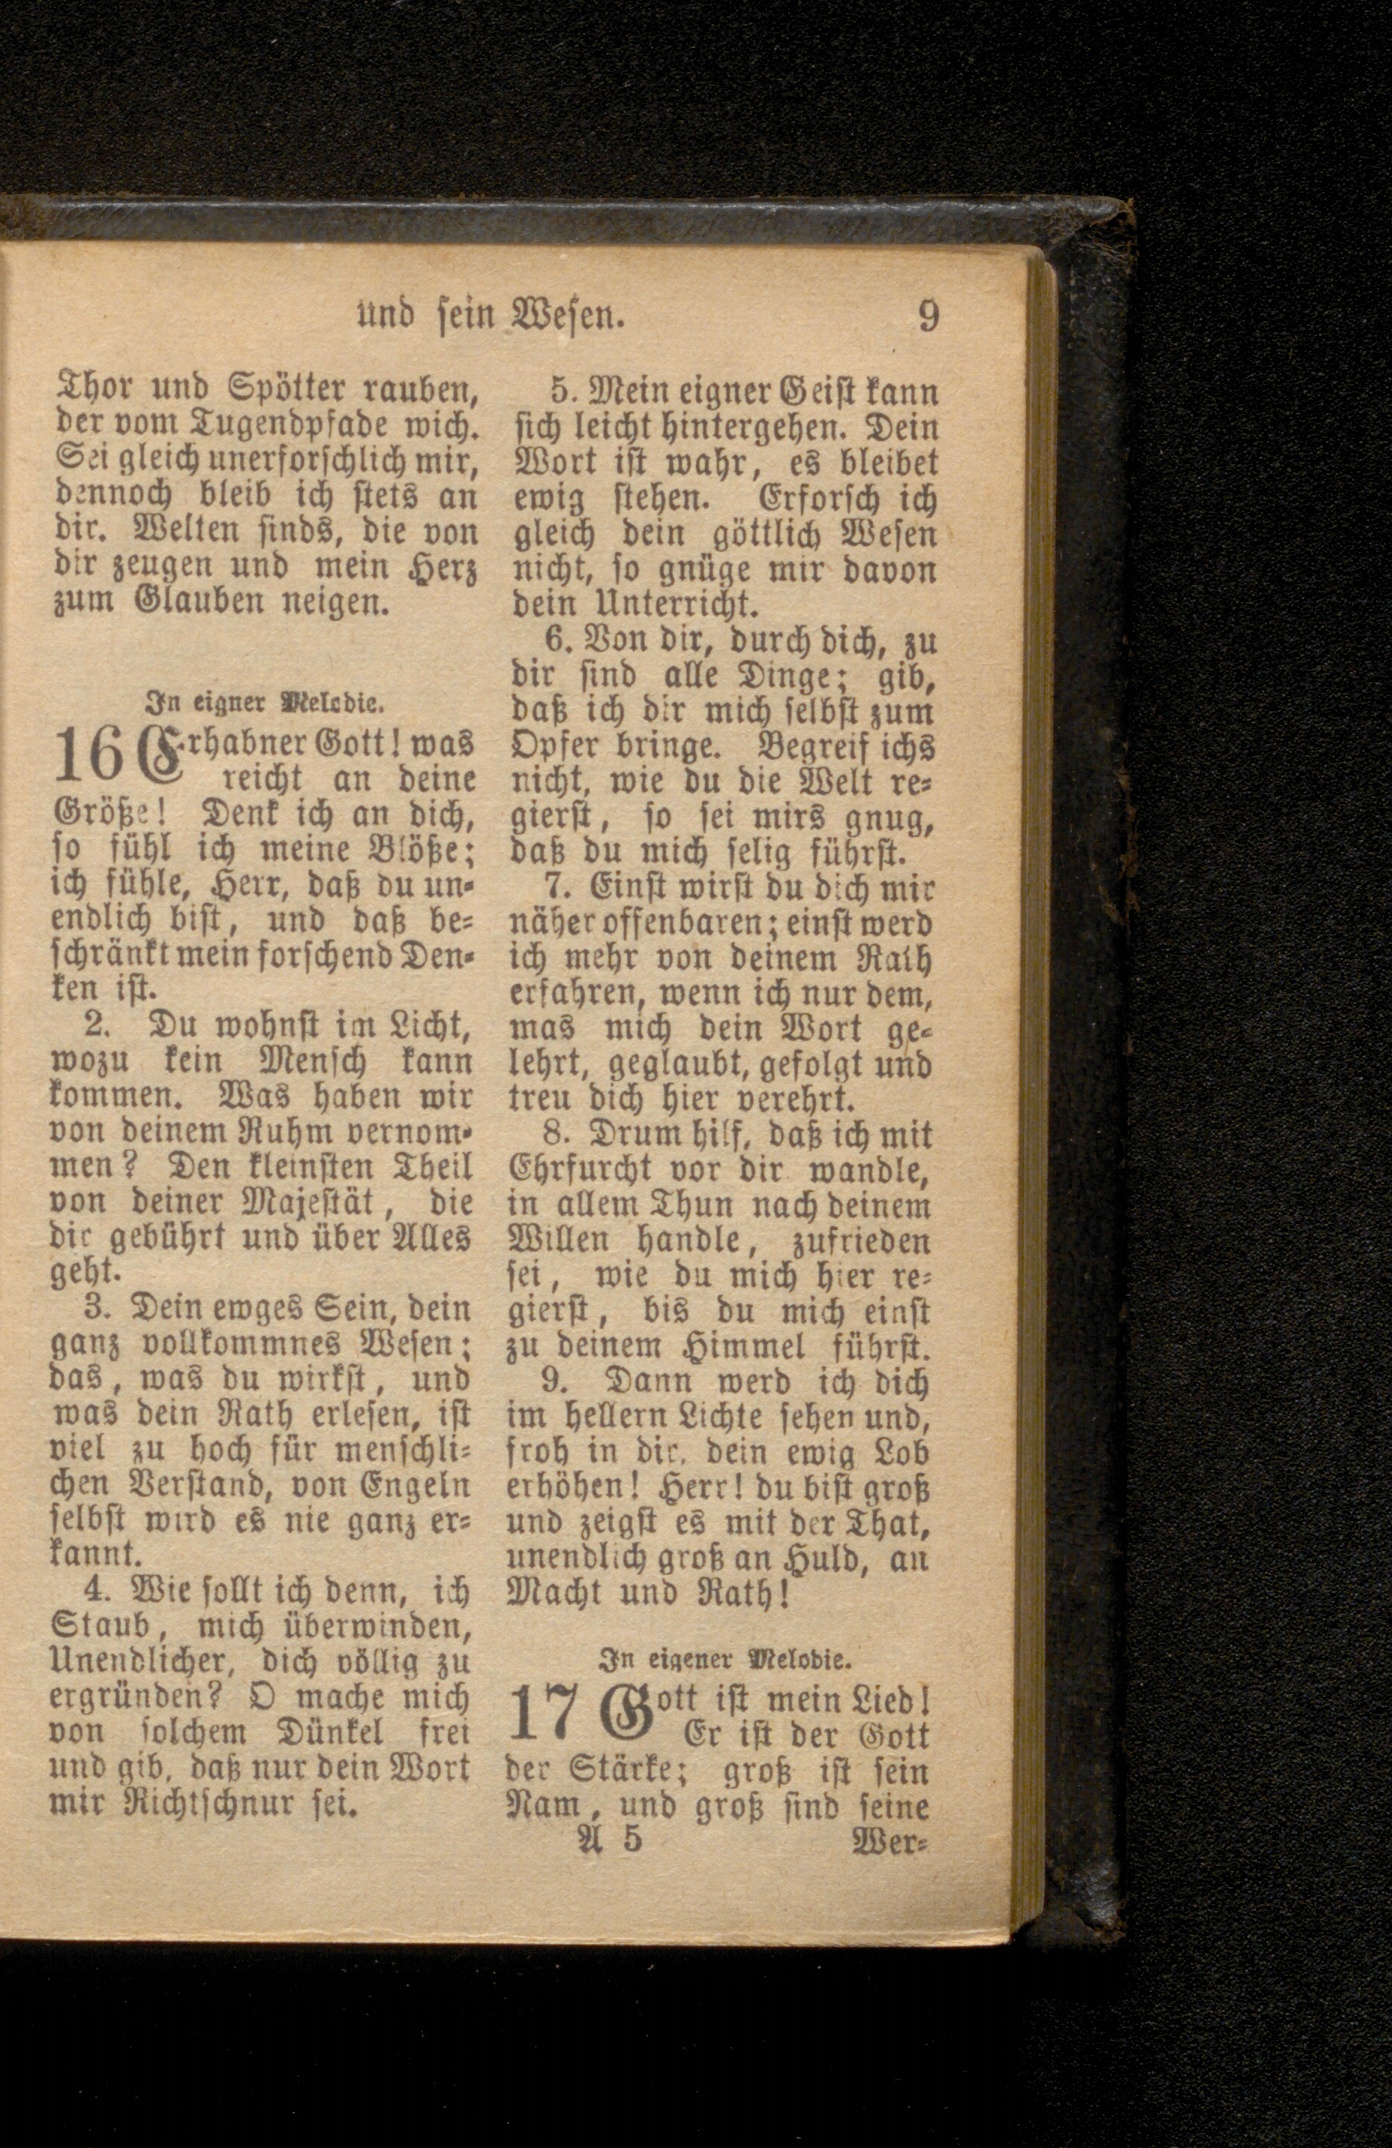 und sein Wesen.
9
Thor und Spötter rauben,
der vom Tugendpfade wich.
Sei gleich unerforschlich mir,
dennoch bleib ich stets an
dir. Welten sinds, die von
dir zeugen und mein Herz
zum Glauben neigen.
In eigner Melodie.
16 Erhabner Gott! was
reicht an deine
Größe! Denk ich an dich,
so fühl ich meine Blöße;
ich fühle, Herr, daß du un-
endlich bist, und daß be-
schränkt mein forschend Den-
ken ist.
2. Du wohnst im Licht,
wozu kein Mensch kann
kommen. Was haben wir
von deinem Ruhm vernom-
men? Den kleinsten Theil
von deiner Majestät, die
dir gebührt und über Alles
geht.
3. Dein ewges Sein, dein
ganz vollkommnes Wesen;
das, was du wirkst, und
was dein Rath erlesen, ist
viel zu hoch für menschli-
chen Verstand, von Engeln
selbst wird es nie ganz er-
kannt.
4. Wie sollt ich denn, ich
Staub, mich überwinden,
Unendlicher, dich völlig zu
ergründen? O mache mich
von solchem Dünkel frei
und gib, daß nur dein Wort
mir Richtschnur sei.
5. Mein eigner Geist kann
sich leicht hintergehen. Dein
Wort ist wahr, es bleibet
ewig stehen. Erforsch ich
gleich dein göttlich Wesen
nicht, so gnüge mir davon
dein Unterricht.
6. Von dir, durch dich, zu
dir sind alle Dinge; gib,
daß ich dir mich selbst zum
Opfer bringe. Begreif ichs
nicht, wie du die Welt re-
gierst, so sei mirs gnug,
daß du mich selig führst.
7. Einst wirst du dich mir
näher offenbaren; einst werd
ich mehr von deinem Rath
erfahren, wenn ich nur dem,
mas mich dein Wort ge-
lehrt, geglaubt, gefolgt und
treu dich hier verehrt.
8. Drum hilf, daß ich mit
Ehrfurcht vor dir wandle,
in allem Thun nach deinem
Willen handle, zufrieden
sei, wie du mich hier re-
gierst, bis du mich einst
zu deinem Himmel führst.
9. Dann werd ich dich
im hellern Lichte sehen und,
froh in dir, dein ewig Lob
erhöhen! Herr! du bist groß
und zeigst es mit der That,
unendlich groß an Huld, an
Macht und Rath!
In eigener Melodie.
17 Gott ist mein Lied!
Er ist der Gott
der Stärke; groß ist sein
Nam, und groß sind seine
A 5 Wer-